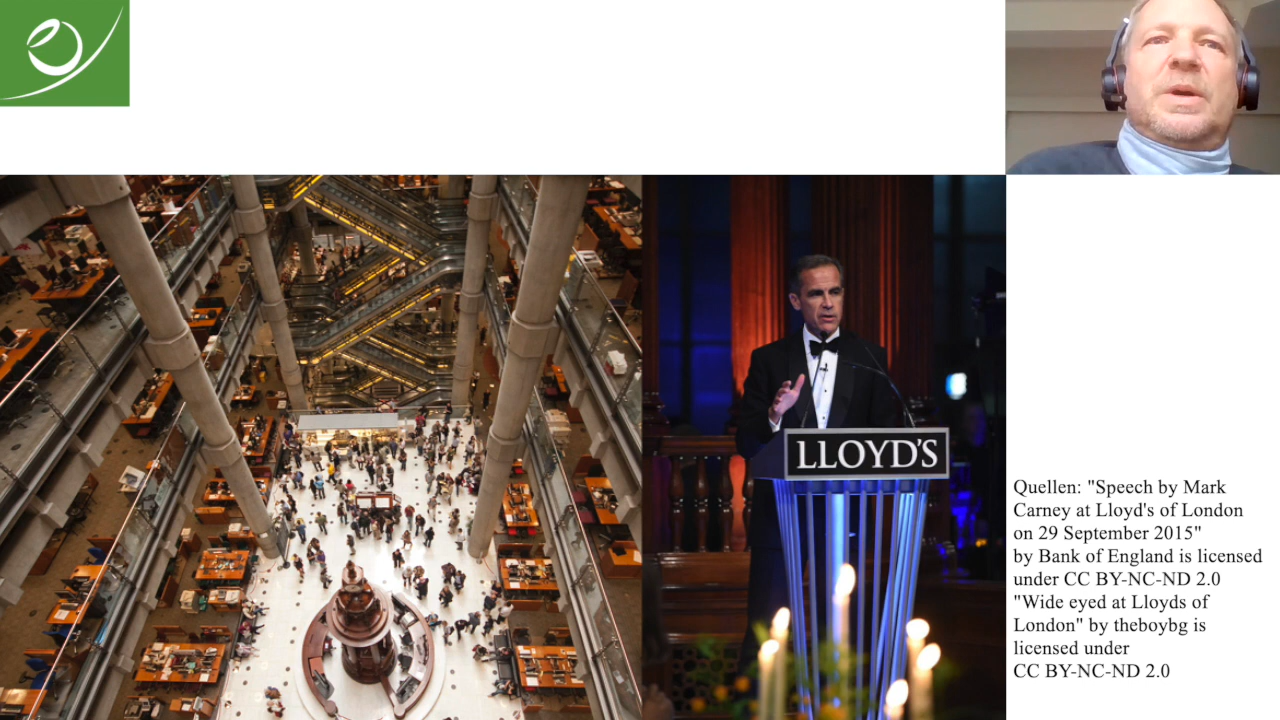 LLOYD'S
Quellen: "Speech by Mark
Carney at Lloyd's of London
on 29 September 2015"
by Bank of England is licensed
under CC BY-NC-ND 2.0
"Wide eyed at Lloyds of
London" by theboybg is
licensed under
CC BY-NC-ND 2.0